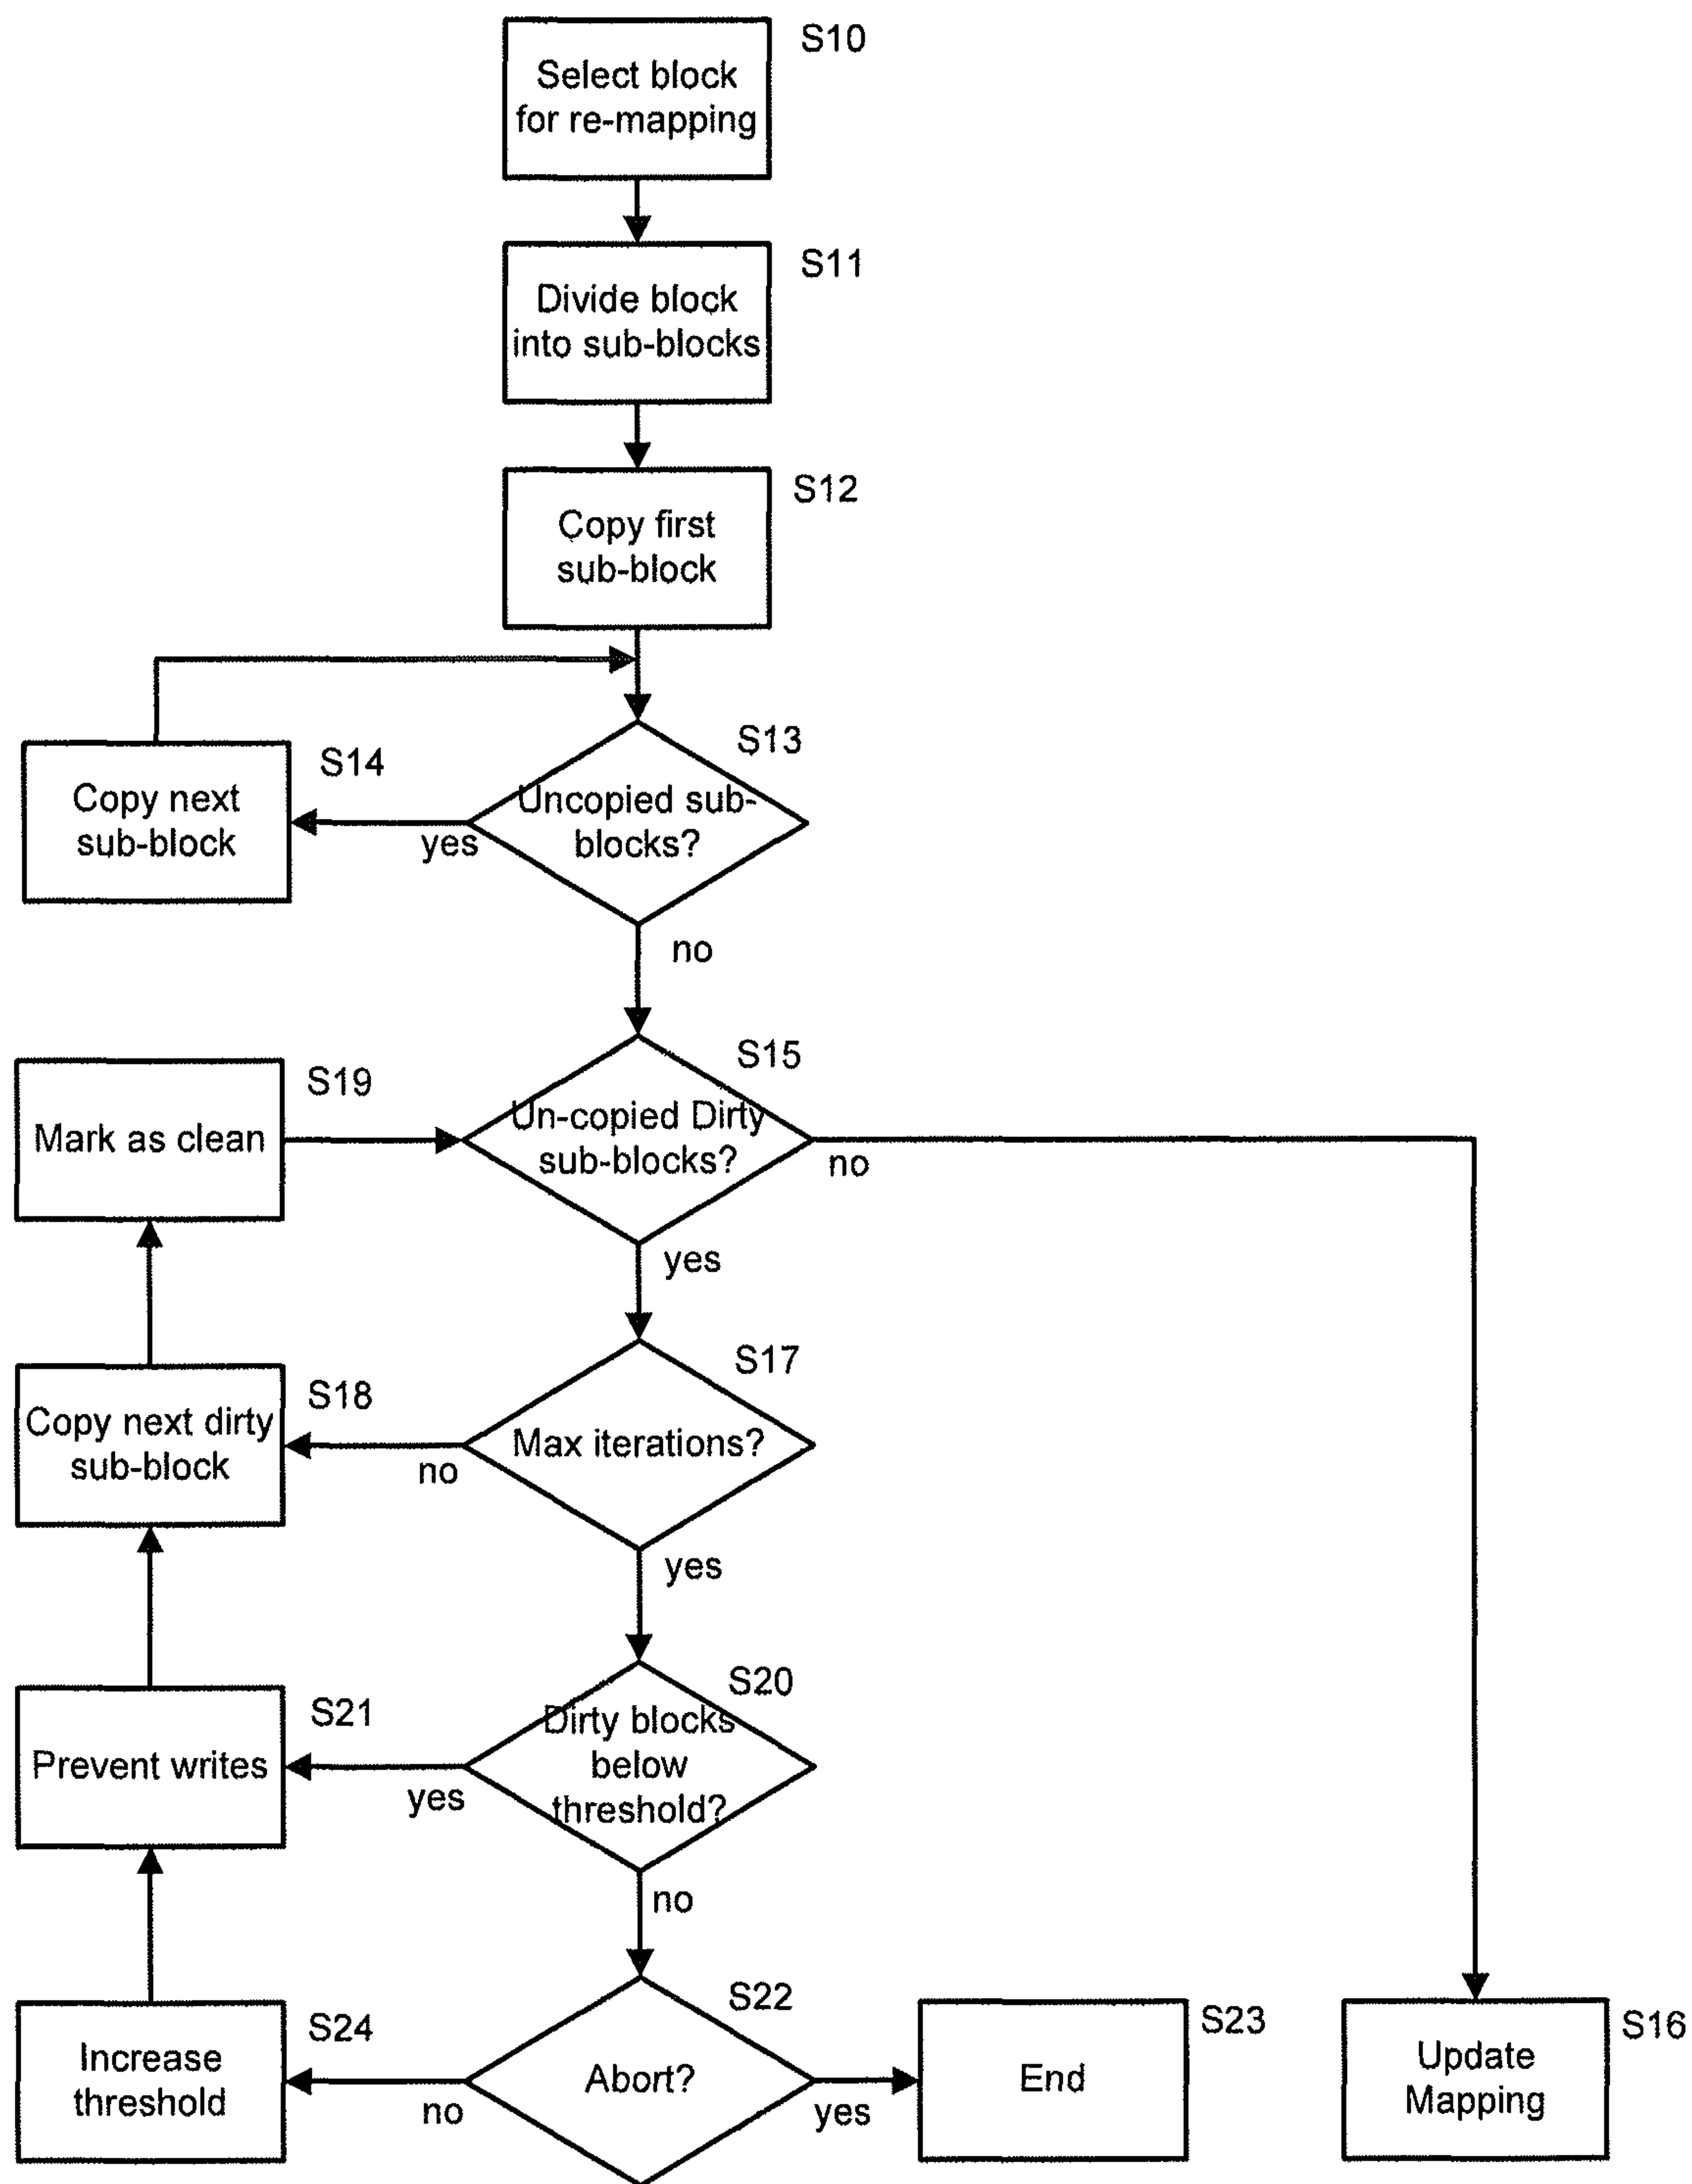 S10
Select block
for re-mapping
S11
Divide block
into sub-blocks
S12
Copy first
sub-block
S13
Uncopied sub-
blocks?
S14
Copy next
sub-block
yes
no
S15
Un-copied Dirty
sub-blocks?
S19
Mark as clean
no
yes
S17
Max iterations?
S18
Copy next dirty
sub-block
no
yes
S20
Dirty blocks
below
threshold?
S21
Prevent writes
yes
no
S22
Abort?
S24
Increase
threshold
no
yes
S23
End
S16
Update
Mapping